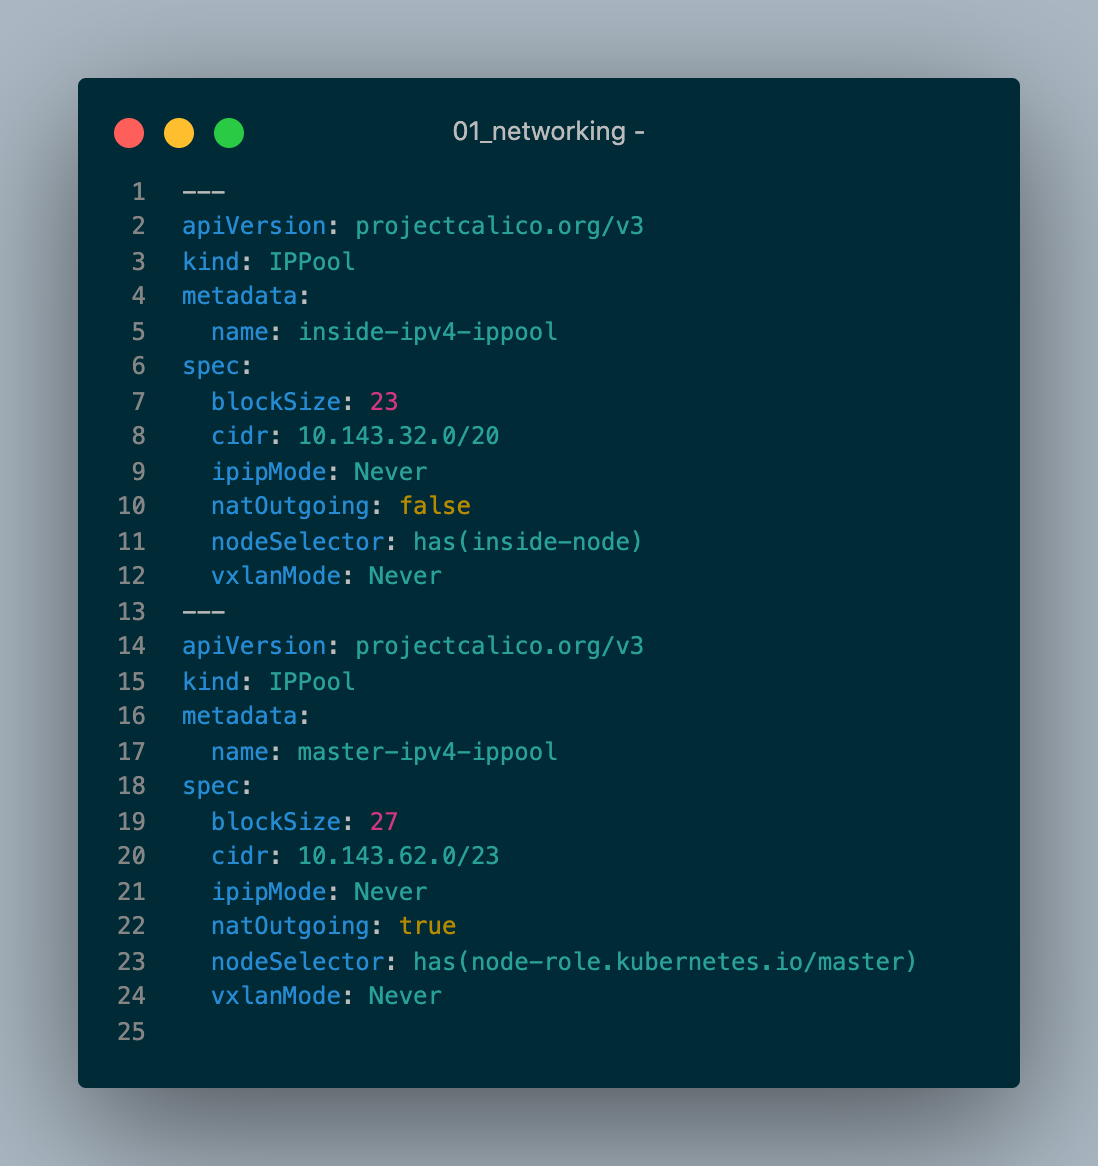 01_networking -
1 ---
2 apiVersion: projectcalico.org/v3
3 kind: IPPool
4 metadata:
5   name: inside-ipv4-ippool
6 spec:
7   blockSize: 23
8   cidr: 10.143.32.0/20
9   ipipMode: Never
10   natOutgoing: false
11   nodeSelector: has(inside-node)
12   vxlanMode: Never
13 ---
14 apiVersion: projectcalico.org/v3
15 kind: IPPool
16 metadata:
17   name: master-ipv4-ippool
18 spec:
19   blockSize: 27
20   cidr: 10.143.62.0/23
21   ipipMode: Never
22   natOutgoing: true
23   nodeSelector: has(node-role.kubernetes.io/master)
24   vxlanMode: Never
25